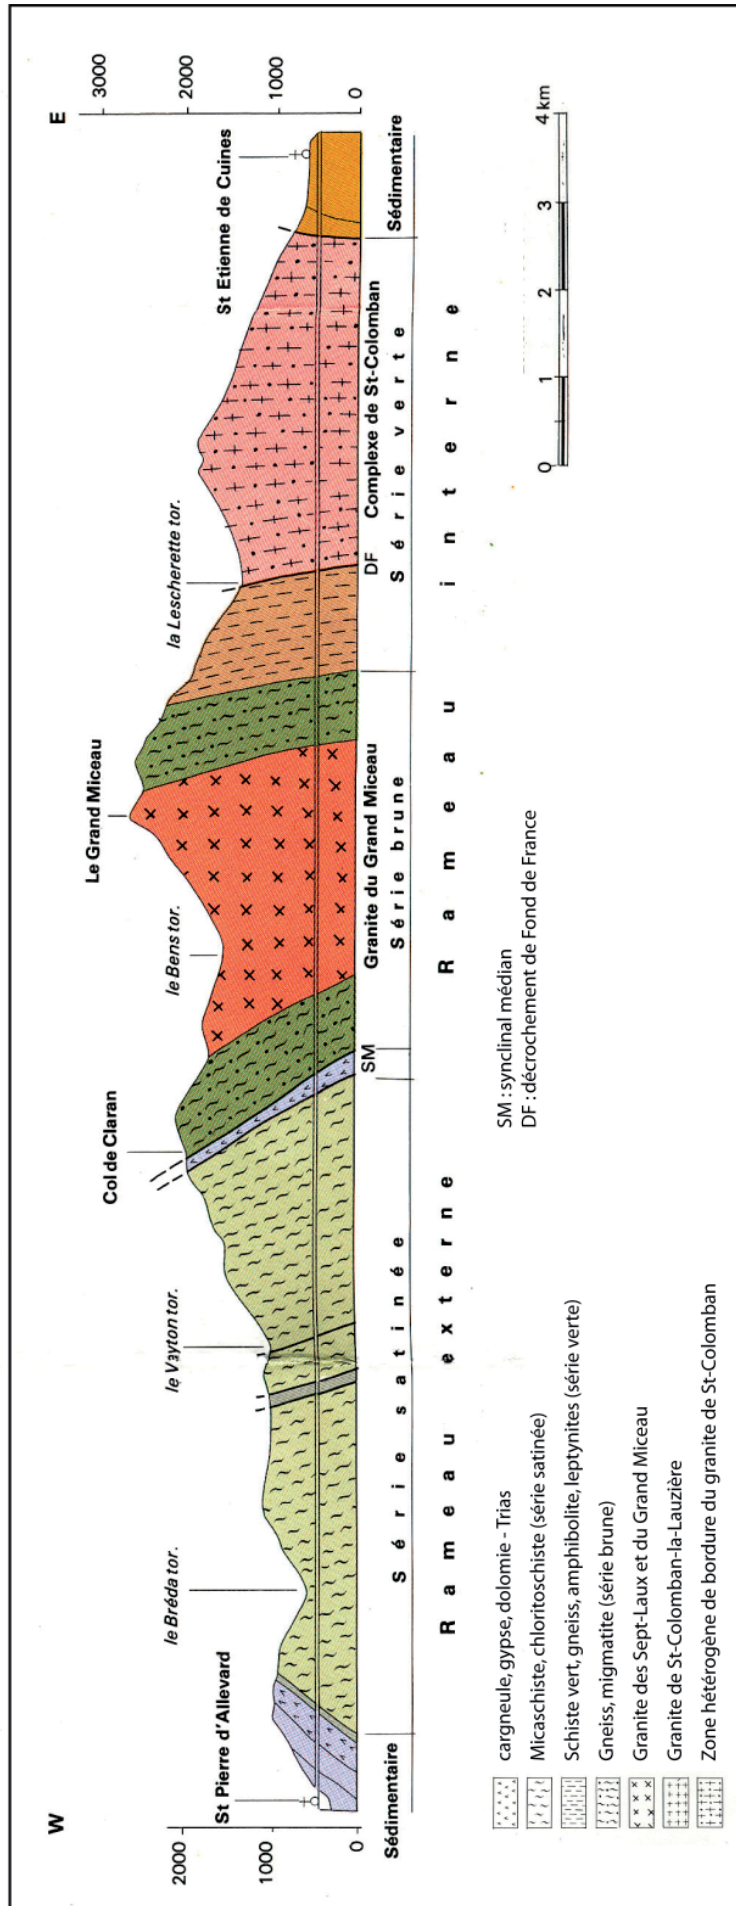 W
E
2000
1000
0
3000
2000
1000
0
St Pierre d'Allevard
le Bréda tor.
le Vayton tor.
Col de Claran
le Bens tor.
Le Grand Miceau
la Lescherette tor.
St Etienne de Cuines
SM
Granite du Grand Miceau
DF
Complexe de St-Colomban
Sédimentaire
Série satinée
Série brune
Série verte
Sédimentaire
Rameau externe
Rameau interne
cargneule, gypse, dolomie - Trias
Micaschiste, chloritoschiste (série satinée)
Schiste vert, gneiss, amphibolite, leptynites (série verte)
Gneiss, migmatite (série brune)
Granite des Sept-Laux et du Grand Miceau
Granite de St-Colomban-la-Lauzière
Zone hétérogène de bordure du granite de St-Colomban
SM : synclinal médian
DF : décrochement de Fond de France
0 1 2 3 4 km